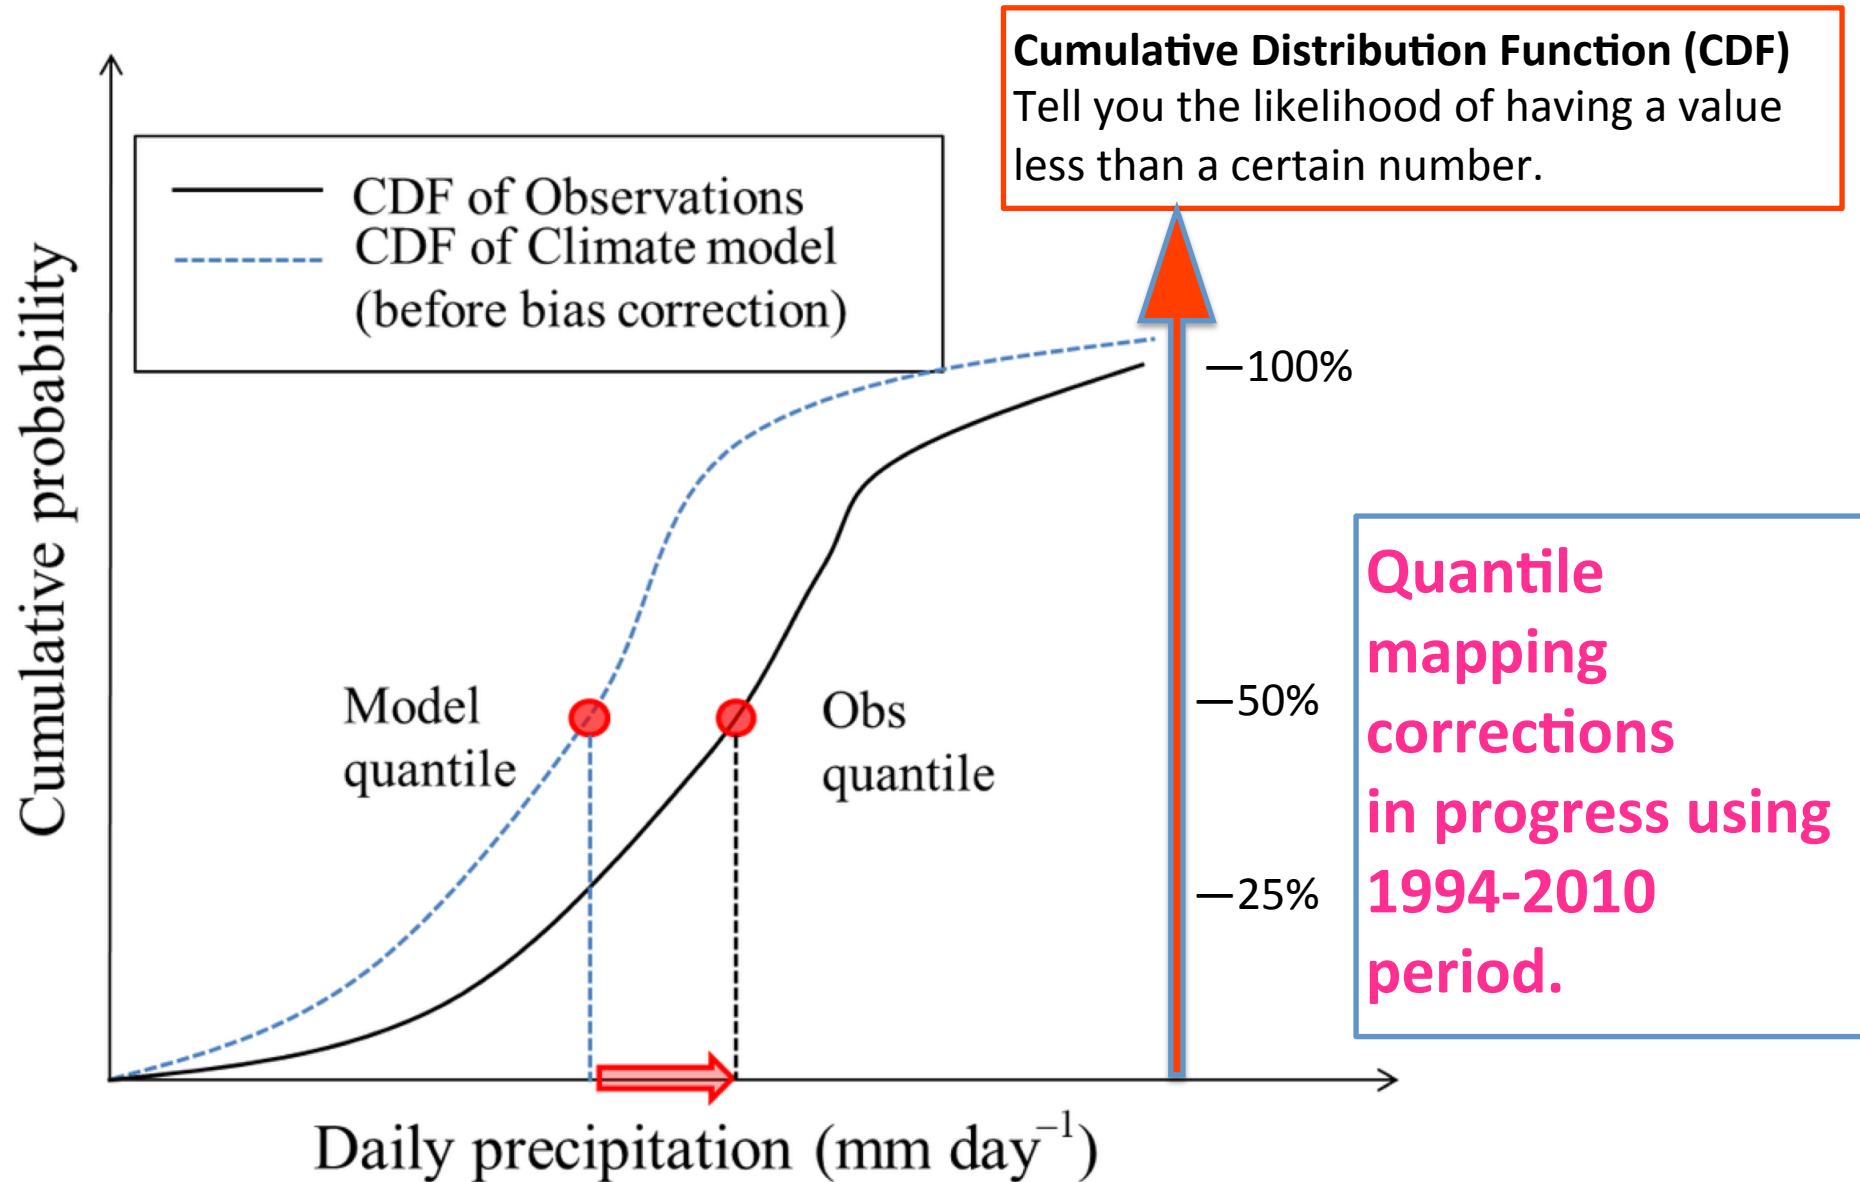 Cumulative Distribution Function (CDF)
Tell you the likelihood of having a value
less than a certain number.
CDF of Observations
CDF of Climate model
(before bias correction)
Cumulative probability
—100%
—50%
—25%
Model
quantile
Obs
quantile
Quantile
mapping
corrections
in progress using
1994-2010
period.
Daily precipitation (mm day⁻¹)